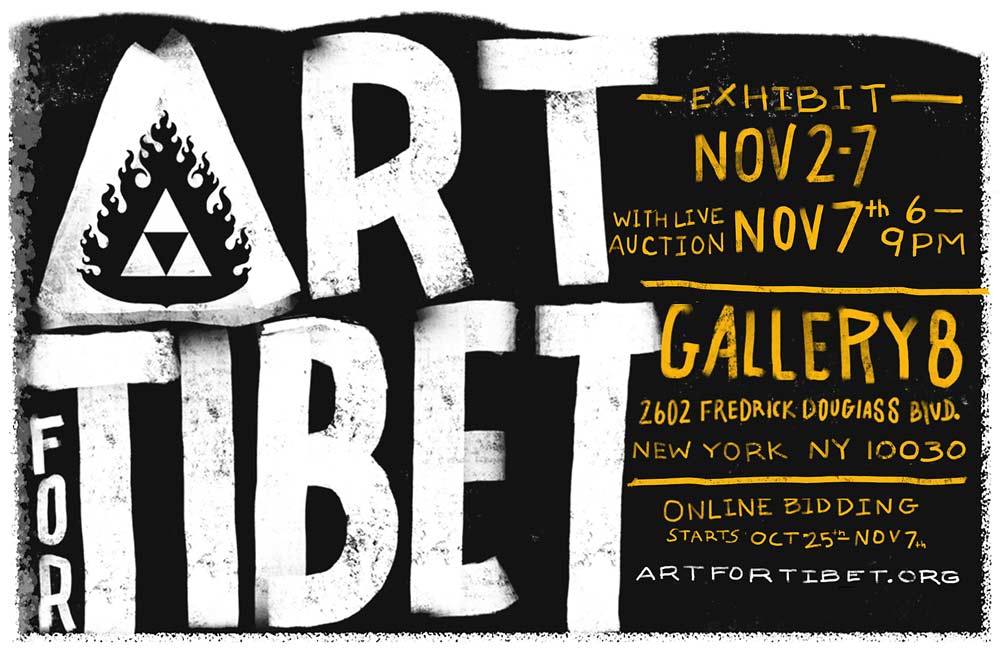 ART
FOR
TIBET
EXHIBIT
NOV 2-7
WITH LIVE
AUCTION NOV 7th 6-
9PM
GALLERY 8
2602 FREDRICK DOUGLASS BLVD.
NEW YORK NY 10030
ONLINE BIDDING
STARTS OCT 25th NOV 7th
ARTFORTIBET.ORG